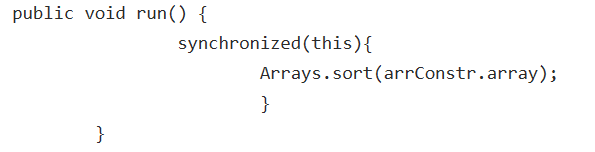 public void run() {
synchronized(this){
Arrays.sort(arrConstr.array);
}
}